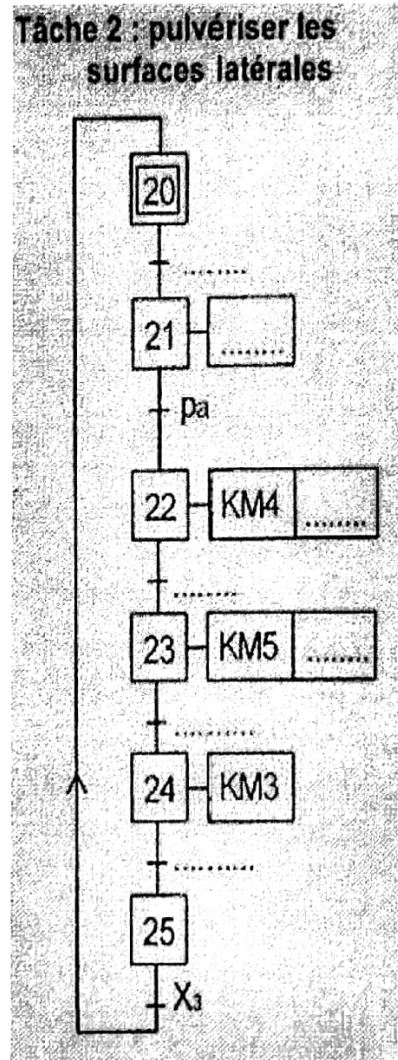 Tâche 2 : pulvériser les
surfaces latérales
20
.........
21 .........
pa
22 KM4 .........
.........
23 KM5 .........
.........
24 KM3
.........
25
X3